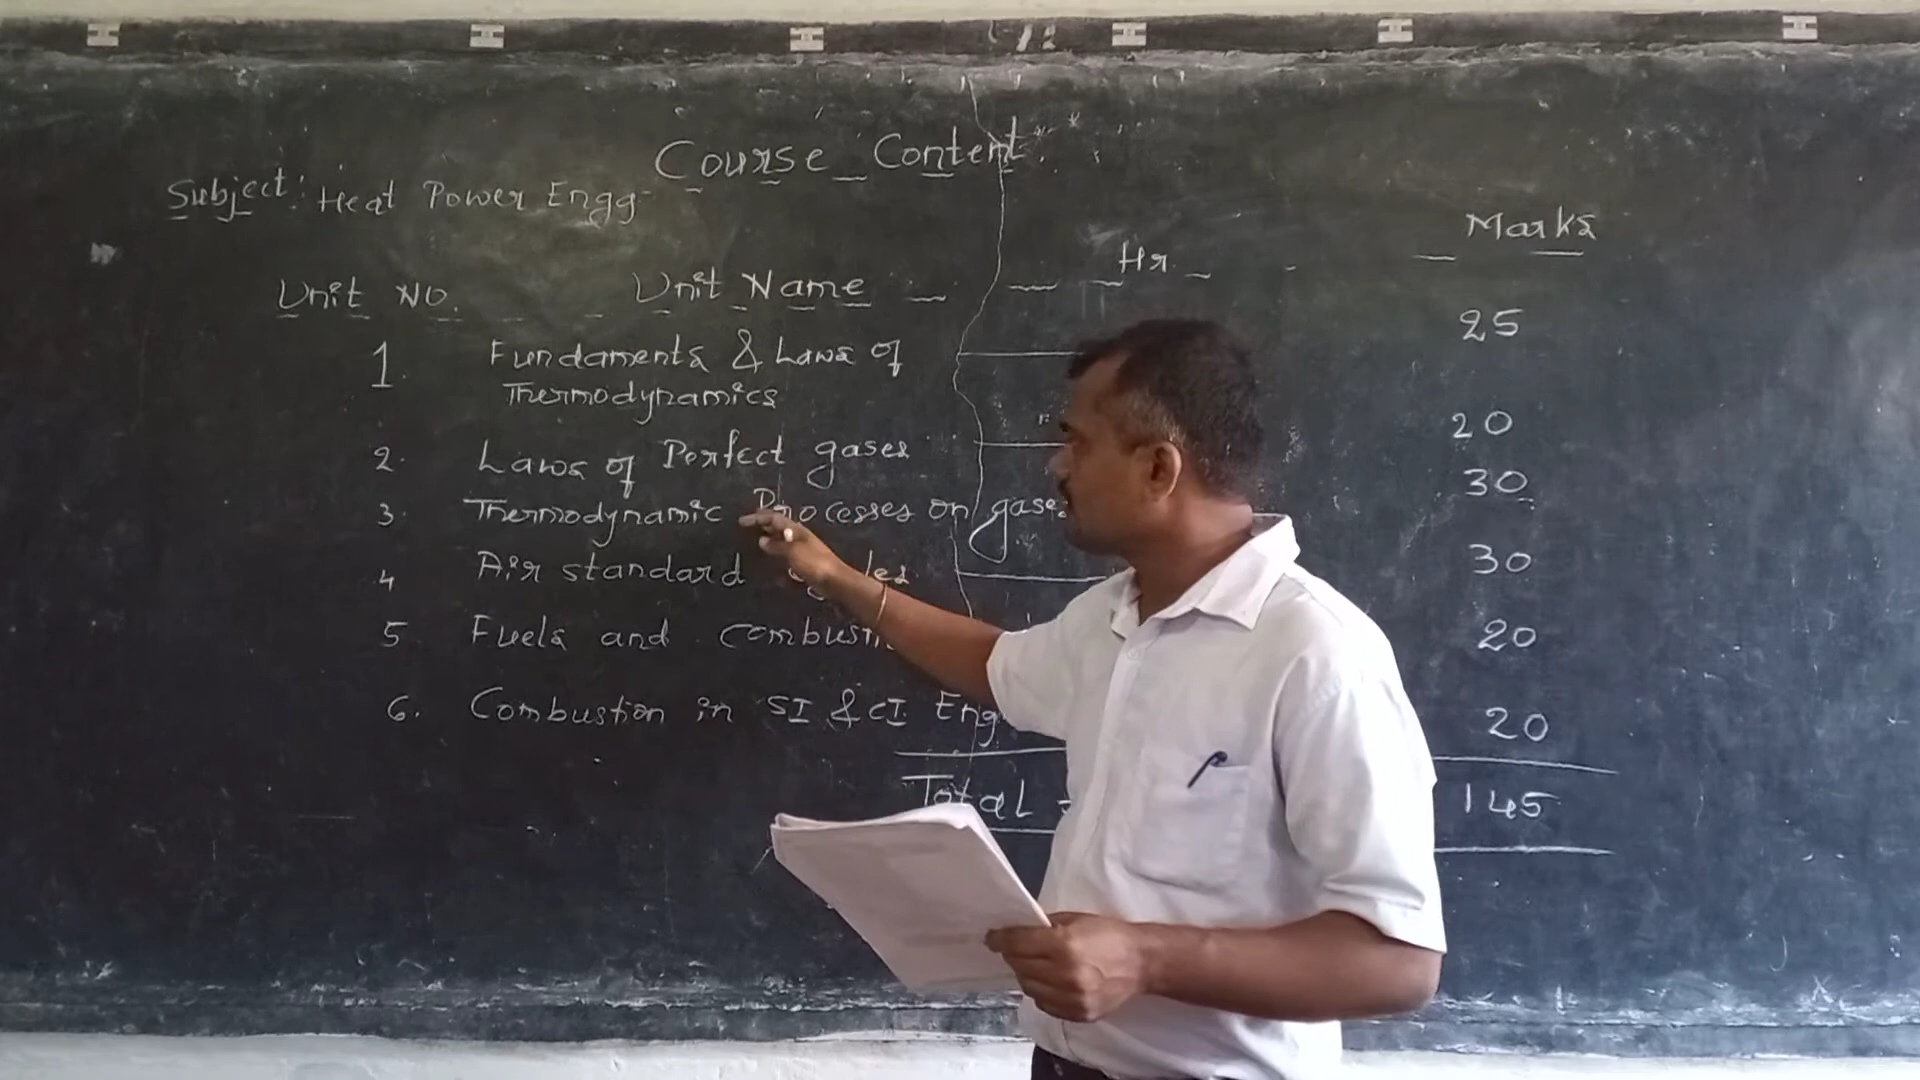 Course Content
Subject: Heat Power Engg
Unit NO. Unit Name Hr. Marks
1. Fundaments & Laws of 25
Thermodynamics
2. Laws of Perfect gases 20
3. Thermodynamic Processes on gases 30
4 Air standard 30
5 Fuels and 20
6. Combustion in SI & CI 20
Total 145